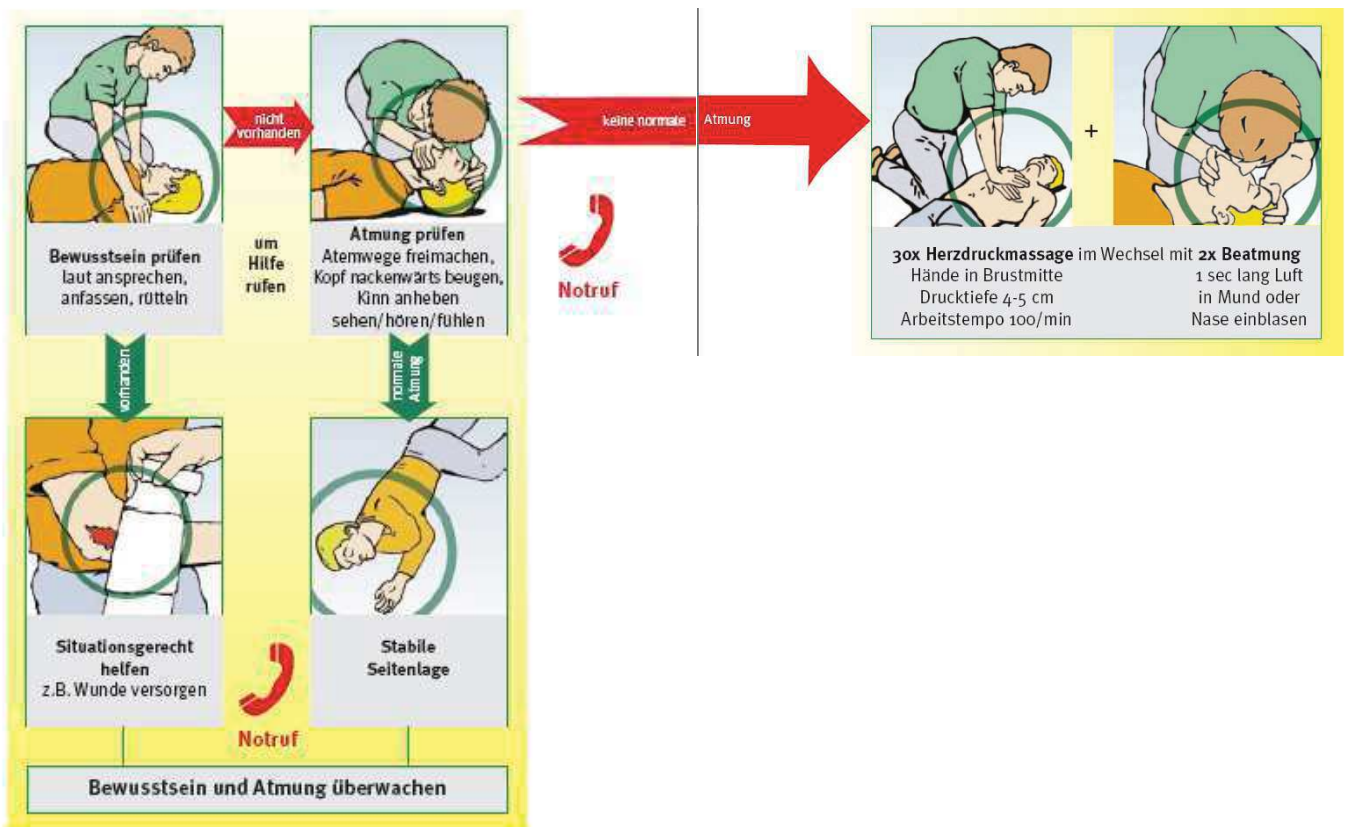 nicht
vorhanden
keine normale Atmung
+
Bewusstsein prüfen
laut ansprechen,
anfassen, rütteln
um
Hilfe
rufen
Atmung prüfen
Atemwege freimachen,
Kopf nackenwärts beugen,
Kinn anheben
sehen/hören/fühlen
Notruf
30x Herzdruckmassage im Wechsel mit 2x Beatmung
Hände in Brustmitte
Drucktiefe 4-5 cm
Arbeitstempo 100/min
1 sec lang Luft
in Mund oder
Nase einblasen
vorhanden
normale
Atmung
Situationsgerecht
helfen
z.B. Wunde versorgen
Notruf
Stabile
Seitenlage
Bewusstsein und Atmung überwachen